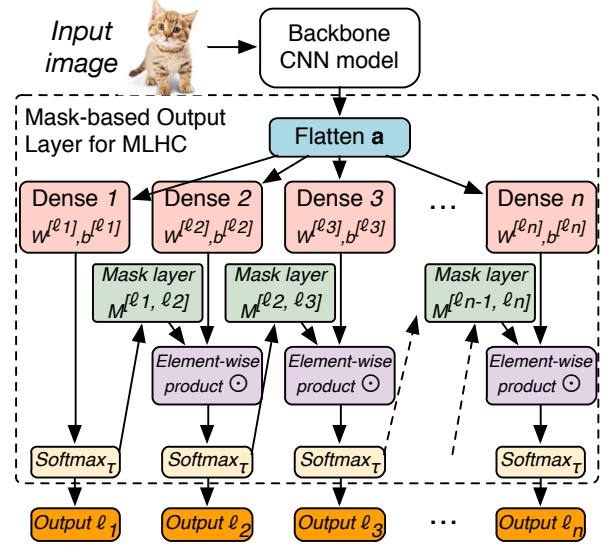 Input
image
Backbone
CNN model
Mask-based Output
Layer for MLHC
Flatten a
Dense 1
W[ℓ1],b[ℓ1]
Dense 2
W[ℓ2],b[ℓ2]
Dense 3
W[ℓ3],b[ℓ3]
...
Dense n
W[ℓn],b[ℓn]
Mask layer
M[ℓ1, ℓ2]
Mask layer
M[ℓ2, ℓ3]
Mask layer
M[ℓn-1, ℓn]
Element-wise
product ⊙
Element-wise
product ⊙
Element-wise
product ⊙
Softmaxτ
Softmaxτ
Softmaxτ
Softmaxτ
Output ℓ1
Output ℓ2
Output ℓ3
...
Output ℓn